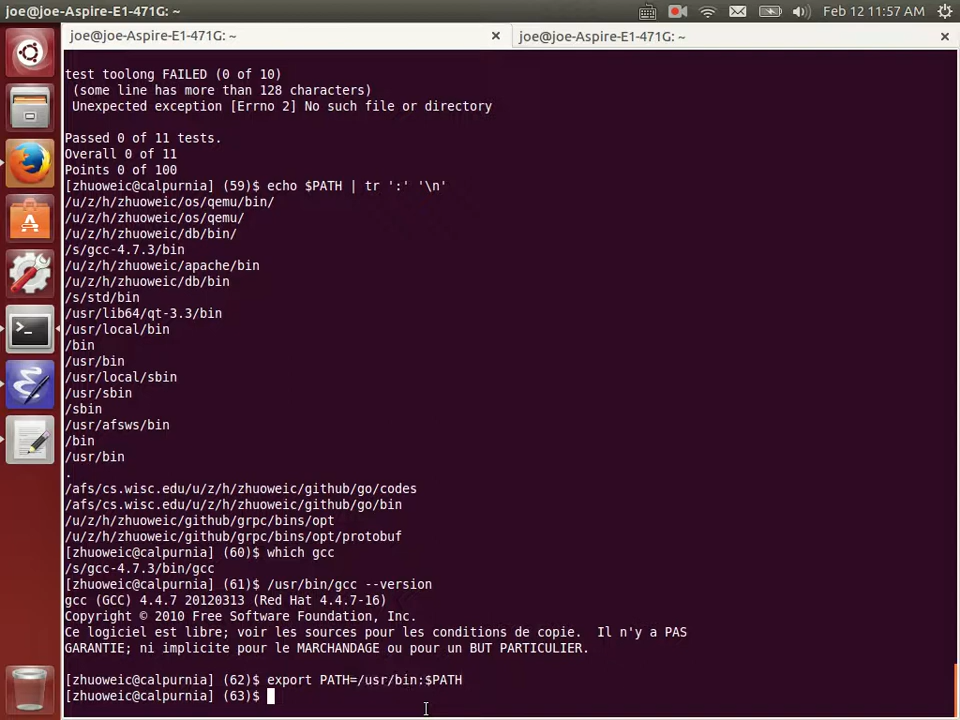 joe@joe-Aspire-E1-471G: ~
Feb 12 11:57 AM
joe@joe-Aspire-E1-471G: ~
joe@joe-Aspire-E1-471G: ~
test toolong FAILED (0 of 10)
(some line has more than 128 characters)
Unexpected exception [Errno 2] No such file or directory
Passed 0 of 11 tests.
Overall 0 of 11
Points 0 of 100
[zhuoweic@calpurnia] (59)$ echo $PATH | tr ':' '\n'
/u/z/h/zhuoweic/os/qemu/bin/
/u/z/h/zhuoweic/os/qemu/
/u/z/h/zhuoweic/db/bin/
/s/gcc-4.7.3/bin
/u/z/h/zhuoweic/apache/bin
/u/z/h/zhuoweic/db/bin
/s/std/bin
/usr/lib64/qt-3.3/bin
/usr/local/bin
/bin
/usr/bin
/usr/local/sbin
/usr/sbin
/sbin
/usr/afsws/bin
/bin
/usr/bin
.
/afs/cs.wisc.edu/u/z/h/zhuoweic/github/go/codes
/afs/cs.wisc.edu/u/z/h/zhuoweic/github/go/bin
/u/z/h/zhuoweic/github/grpc/bins/opt
/u/z/h/zhuoweic/github/grpc/bins/opt/protobuf
[zhuoweic@calpurnia] (60)$ which gcc
/s/gcc-4.7.3/bin/gcc
[zhuoweic@calpurnia] (61)$ /usr/bin/gcc --version
gcc (GCC) 4.4.7 20120313 (Red Hat 4.4.7-16)
Copyright © 2010 Free Software Foundation, Inc.
Ce logiciel est libre; voir les sources pour les conditions de copie.  Il n'y a PAS
GARANTIE; ni implicite pour le MARCHANDAGE ou pour un BUT PARTICULIER.
[zhuoweic@calpurnia] (62)$ export PATH=/usr/bin:$PATH
[zhuoweic@calpurnia] (63)$